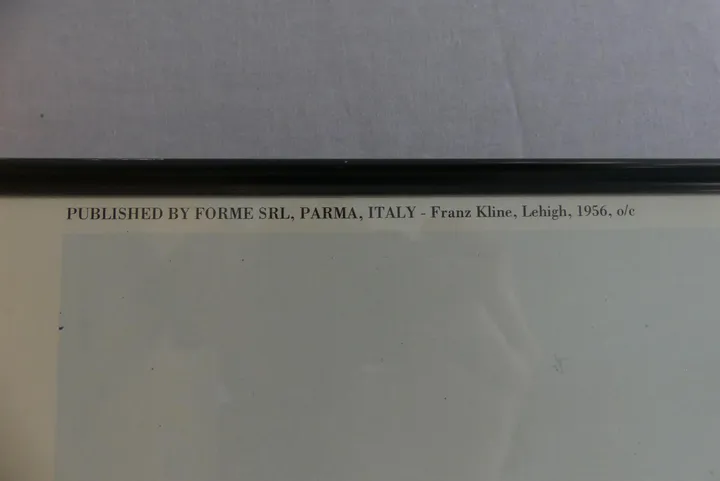 PUBLISHED BY FORME SRL, PARMA, ITALY - Franz Kline, Lehigh, 1956, o/c